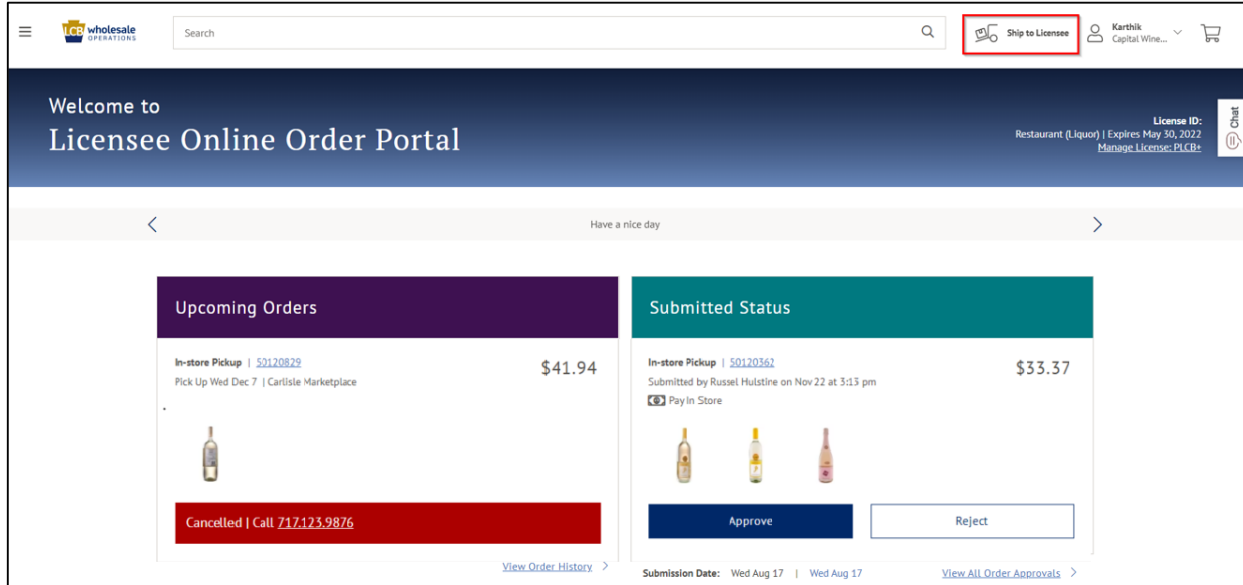 LCB wholesale
OPERATIONS
Search
Ship to Licensee
Karthik
Capital Wine...
Welcome to
Licensee Online Order Portal
License ID:
Restaurant (Liquor) | Expires May 30, 2022
Manage License: PLCB+
Chat
Have a nice day
Upcoming Orders
In-store Pickup | 50120829
$41.94
Pick Up Wed Dec 7 | Carlisle Marketplace
Cancelled | Call 717.123.9876
View Order History
Submitted Status
In-store Pickup | 50120362
$33.37
Submitted by Russel Hulstine on Nov 22 at 3:13 pm
Pay In Store
Approve
Reject
Submission Date: Wed Aug 17 | Wed Aug 17
View All Order Approvals